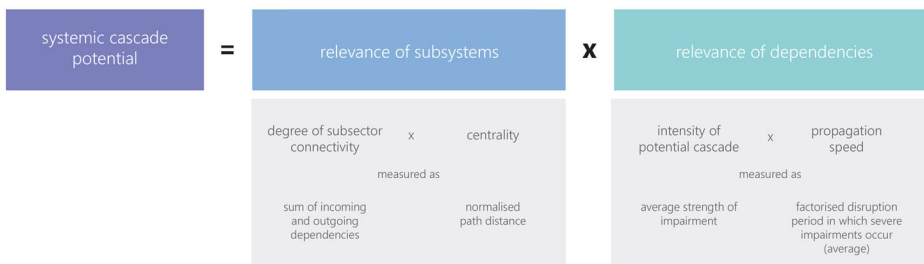 systemic cascade
potential
=
relevance of subsystems
x
relevance of dependencies
degree of subsector
connectivity
x
centrality
measured as
sum of incoming
and outgoing
dependencies
normalised
path distance
intensity of
potential cascade
x
propagation
speed
measured as
average strength of
impairment
factorised disruption
period in which severe
impairments occur
(average)